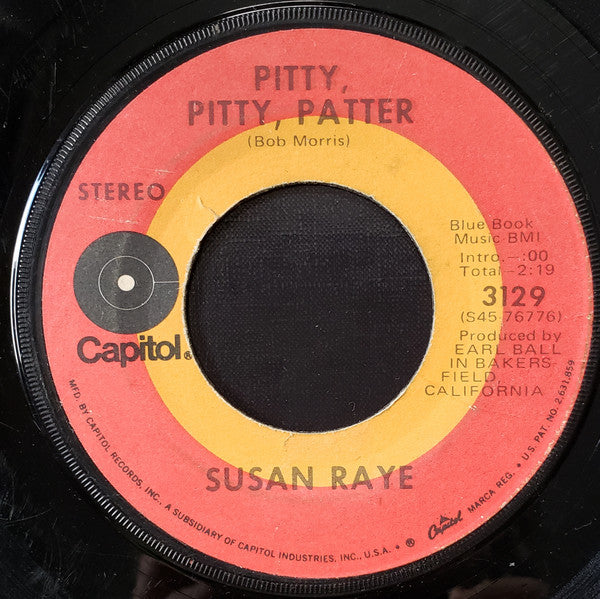 PITTY,
PITTY, PATTER
(Bob Morris)
STEREO
Blue Book
Music-BMI
Intro.-:00
Total-2:19
3129
(S45-76776)
Produced by
EARL BALL
IN BAKERS-
FIELD,
CALIFORNIA
Capitol®
SUSAN RAYE
MFD. BY CAPITOL RECORDS, INC., A SUBSIDIARY OF CAPITOL INDUSTRIES, INC., U.S.A. • ® Capitol MARCA REG. • U.S. PAT. NO. 2,631,859